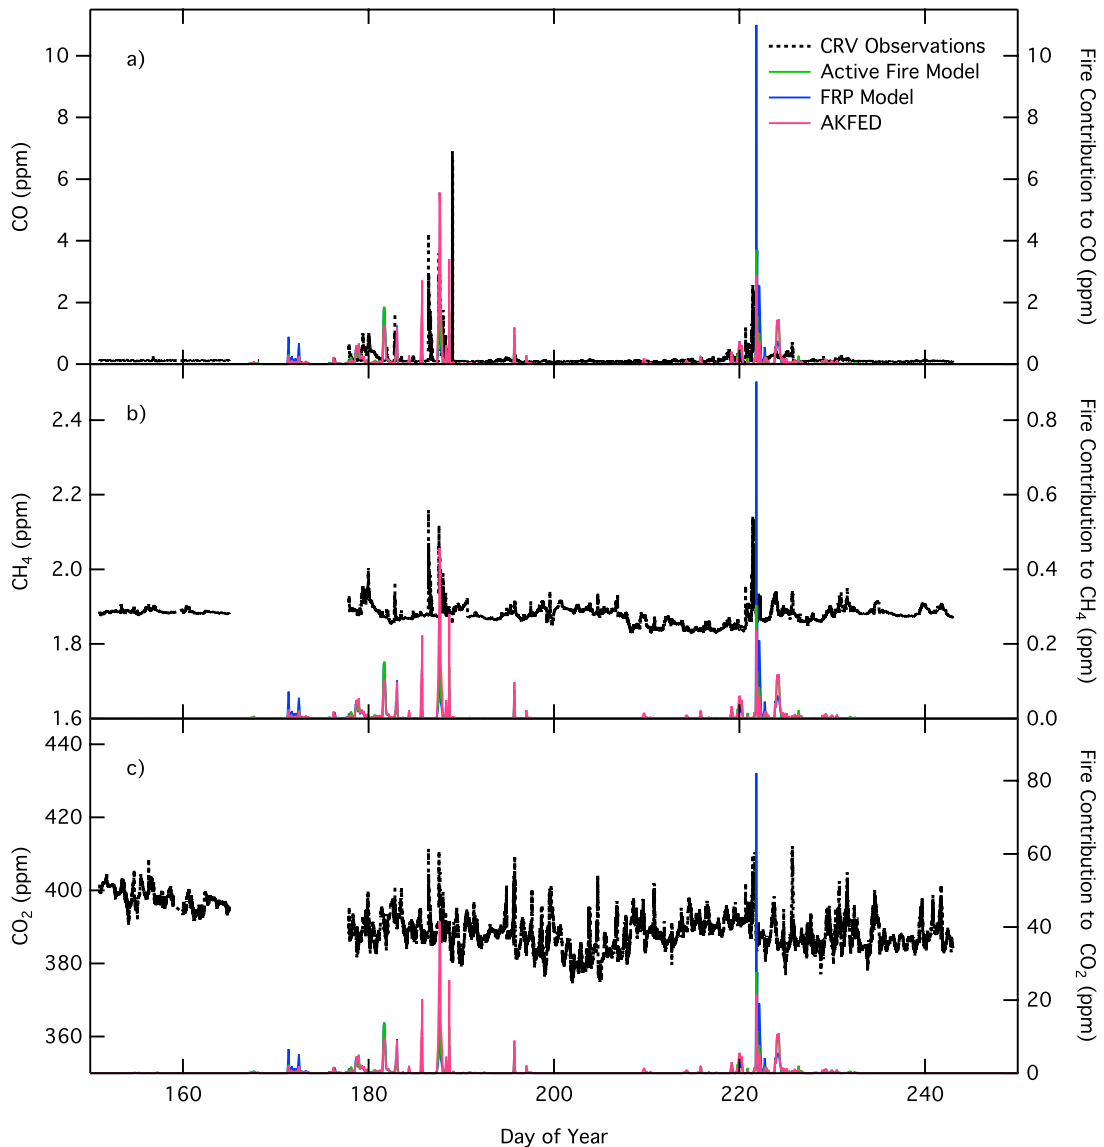 a)
CRV Observations
Active Fire Model
FRP Model
AKFED
CO (ppm)
10
8
6
4
2
0
Fire Contribution to CO (ppm)
10
8
6
4
2
0
b)
CH₄ (ppm)
2.4
2.2
2.0
1.8
1.6
Fire Contribution to CH₄ (ppm)
0.8
0.6
0.4
0.2
0.0
c)
CO₂ (ppm)
440
420
400
380
360
Fire Contribution to CO₂ (ppm)
80
60
40
20
0
160
180
200
220
240
Day of Year